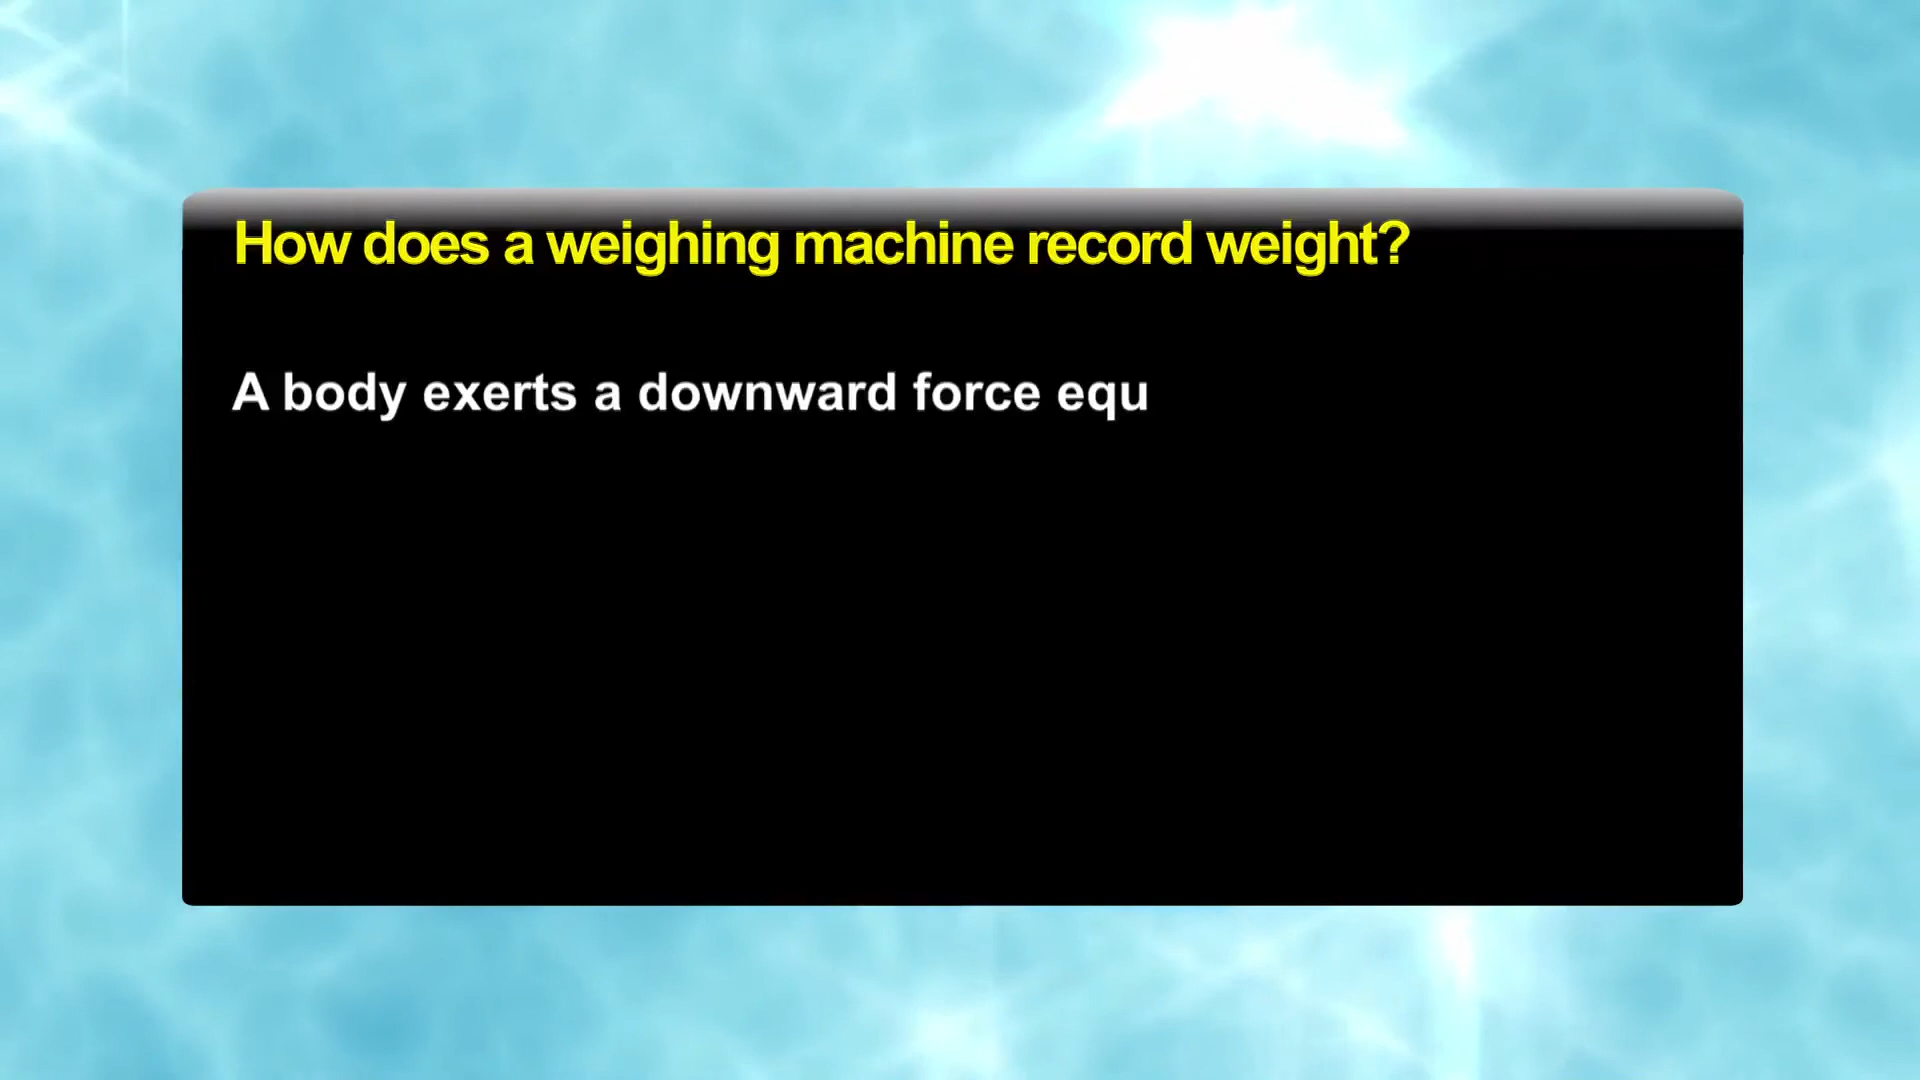 How does a weighing machine record weight?
A body exerts a downward force equ